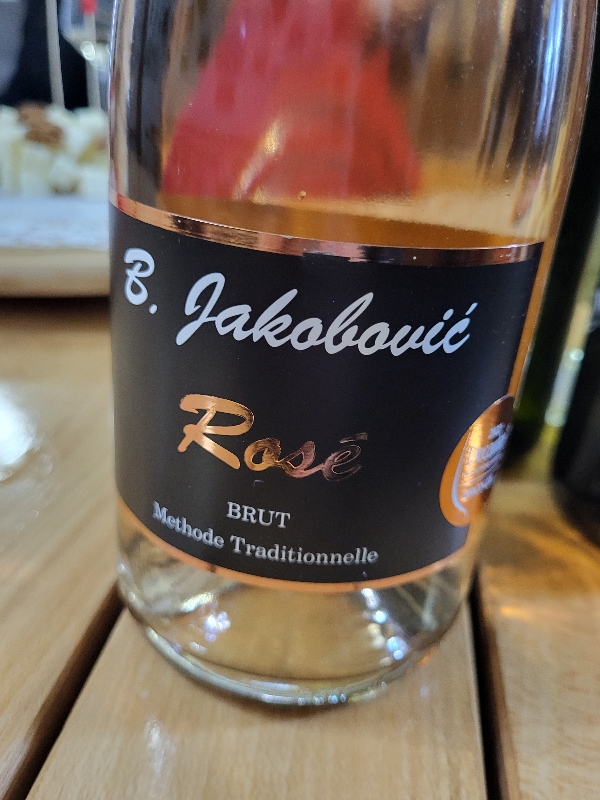 B. Jakobović
Rosé
BRUT
Methode Traditionnelle